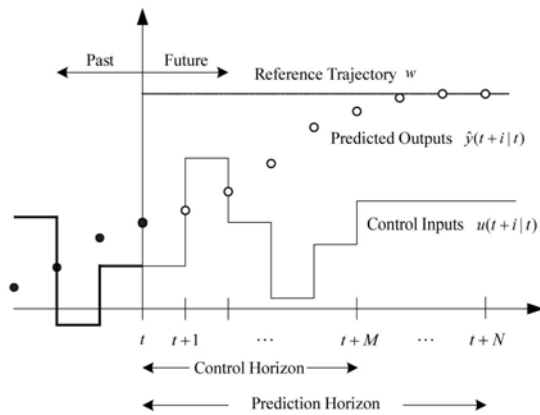 Past
Future
Reference Trajectory w
Predicted Outputs ŷ(t+i|t)
Control Inputs u(t+i|t)
t
t+1
...
t+M
...
t+N
Control Horizon
Prediction Horizon